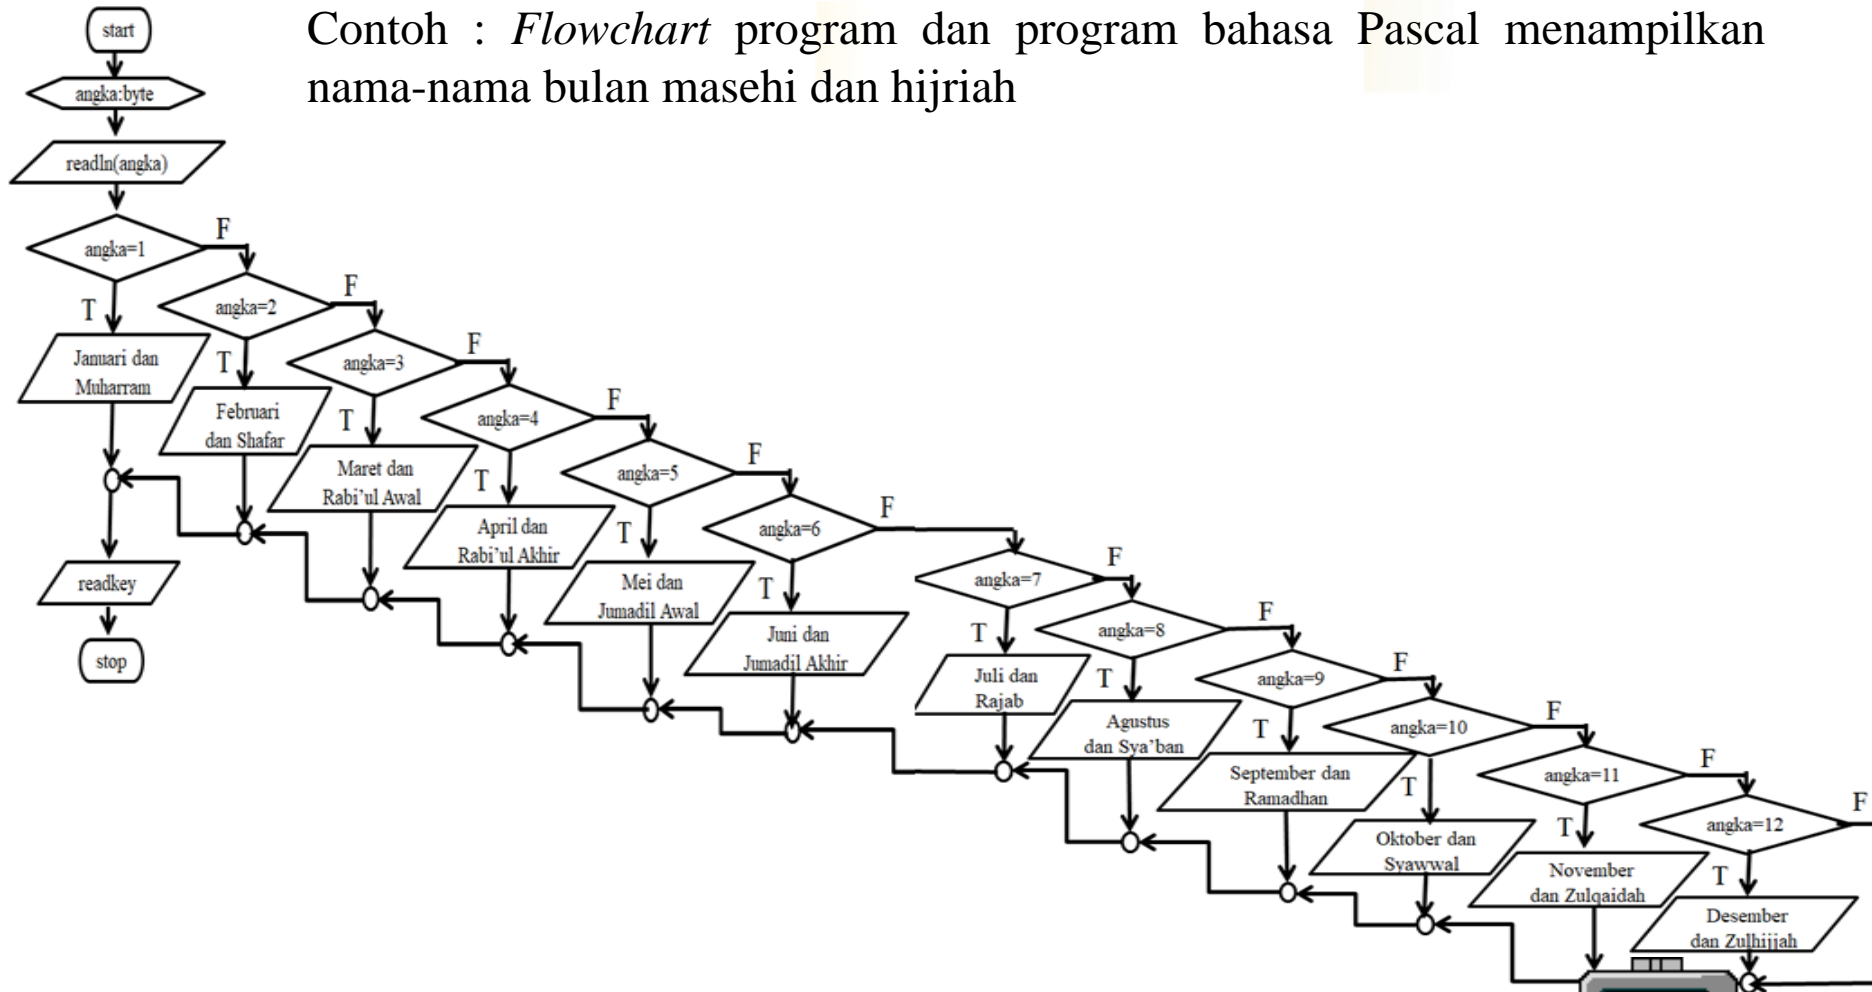 Contoh : Flowchart program dan program bahasa Pascal menampilkan
nama-nama bulan masehi dan hijriah
start
angka:byte
readln(angka)
angka=1
F
T
Januari dan
Muharram
angka=2
F
T
Februari
dan Shafar
angka=3
F
T
Maret dan
Rabi’ul Awal
angka=4
F
T
April dan
Rabi’ul Akhir
angka=5
F
T
Mei dan
Jumadil Awal
angka=6
F
T
Juni dan
Jumadil Akhir
angka=7
F
T
Juli dan
Rajab
angka=8
F
T
Agustus
dan Sya’ban
angka=9
F
T
September dan
Ramadhan
angka=10
F
T
Oktober dan
Syawwal
angka=11
F
T
November
dan Zulqaidah
angka=12
F
T
Desember
dan Zulhijjah
readkey
stop